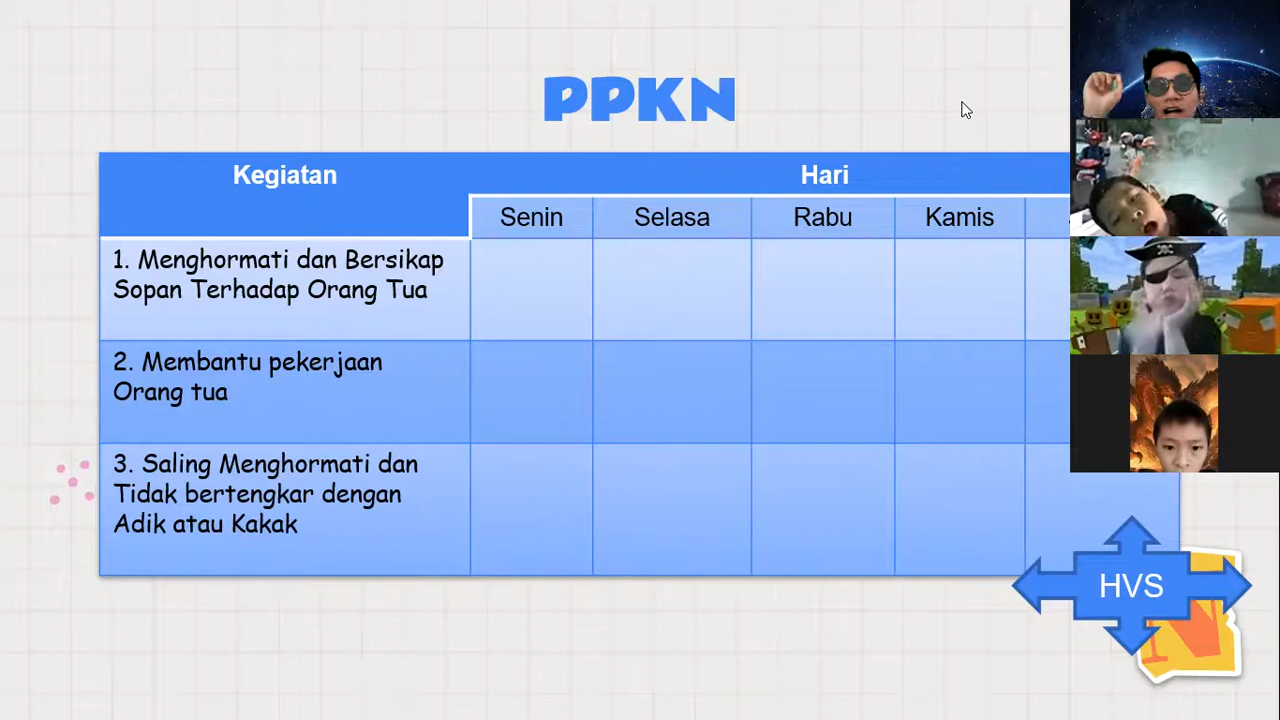 PPKN
Kegiatan
Hari
Senin
Selasa
Rabu
Kamis
1. Menghormati dan Bersikap
Sopan Terhadap Orang Tua
2. Membantu pekerjaan
Orang tua
3. Saling Menghormati dan
Tidak bertengkar dengan
Adik atau Kakak
HVS
N